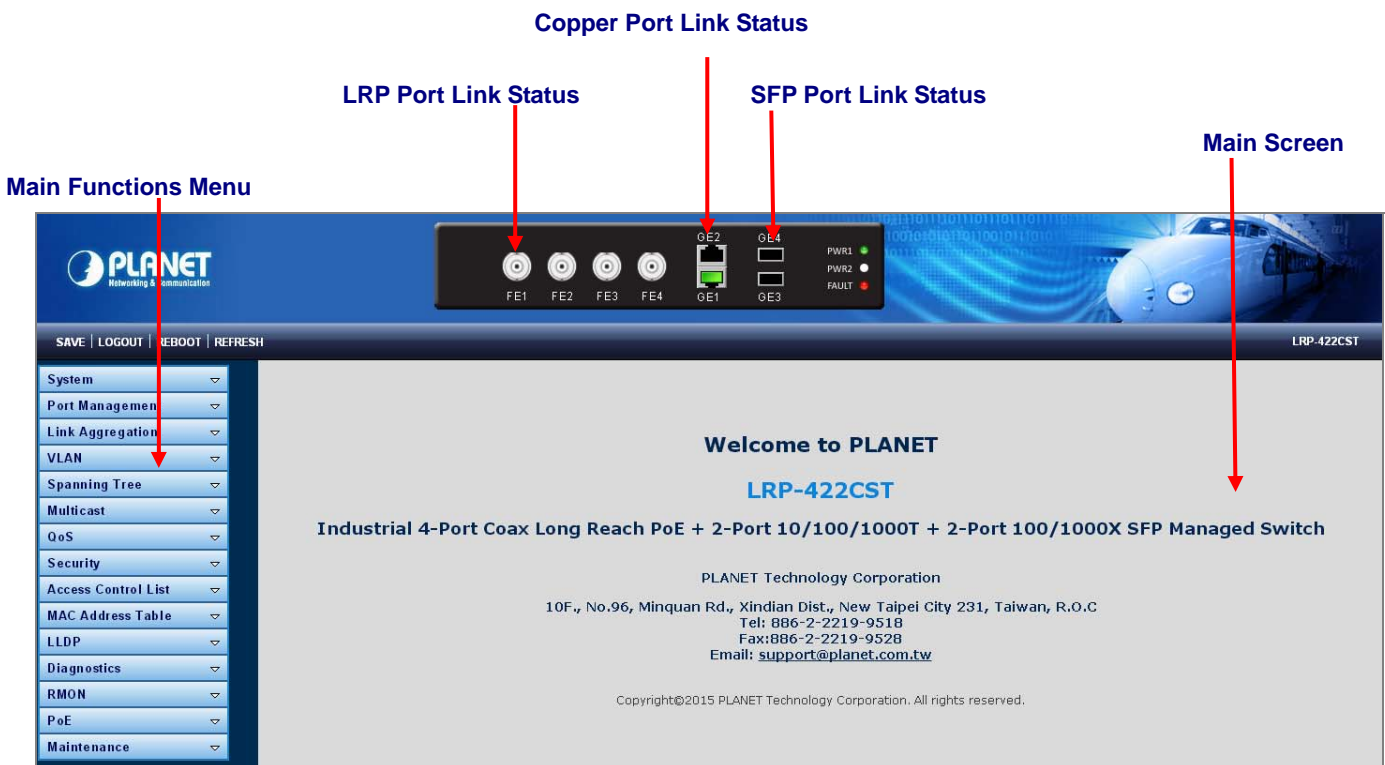 Copper Port Link Status
LRP Port Link Status
SFP Port Link Status
Main Screen
Main Functions Menu
PLANET
Networking & Communication
GE2
GE4
PWR1
PWR2
FAULT
FE1
FE2
FE3
FE4
GE1
GE3
SAVE | LOGOUT | REBOOT | REFRESH
LRP-422CST
System
Port Management
Link Aggregation
VLAN
Spanning Tree
Multicast
QoS
Security
Access Control List
MAC Address Table
LLDP
Diagnostics
RMON
PoE
Maintenance
Welcome to PLANET
LRP-422CST
Industrial 4-Port Coax Long Reach PoE + 2-Port 10/100/1000T + 2-Port 100/1000X SFP Managed Switch
PLANET Technology Corporation
10F., No.96, Minquan Rd., Xindian Dist., New Taipei City 231, Taiwan, R.O.C
Tel: 886-2-2219-9518
Fax:886-2-2219-9528
Email: support@planet.com.tw
Copyright©2015 PLANET Technology Corporation. All rights reserved.